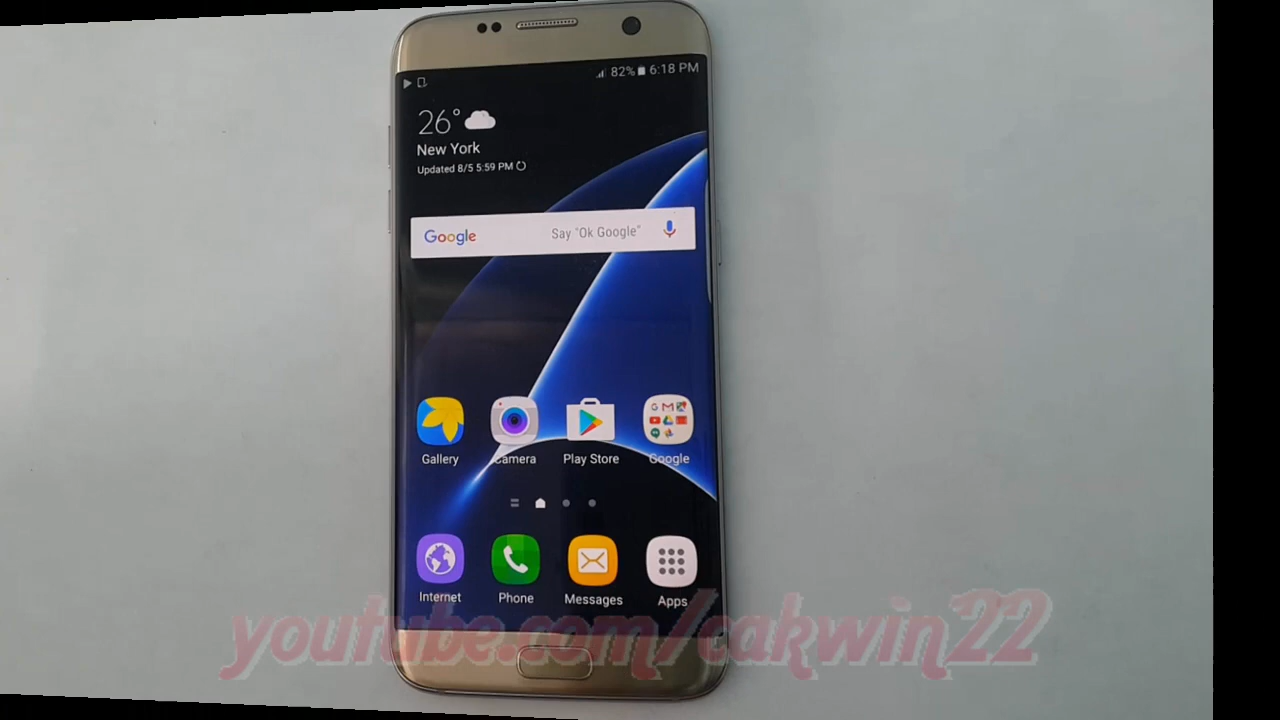 82% 6:18 PM
26°
New York
Updated 8/5 5:59 PM
Google Say "Ok Google"
Gallery Camera Play Store Google
Internet Phone Messages Apps
youtube.com/cakwin22